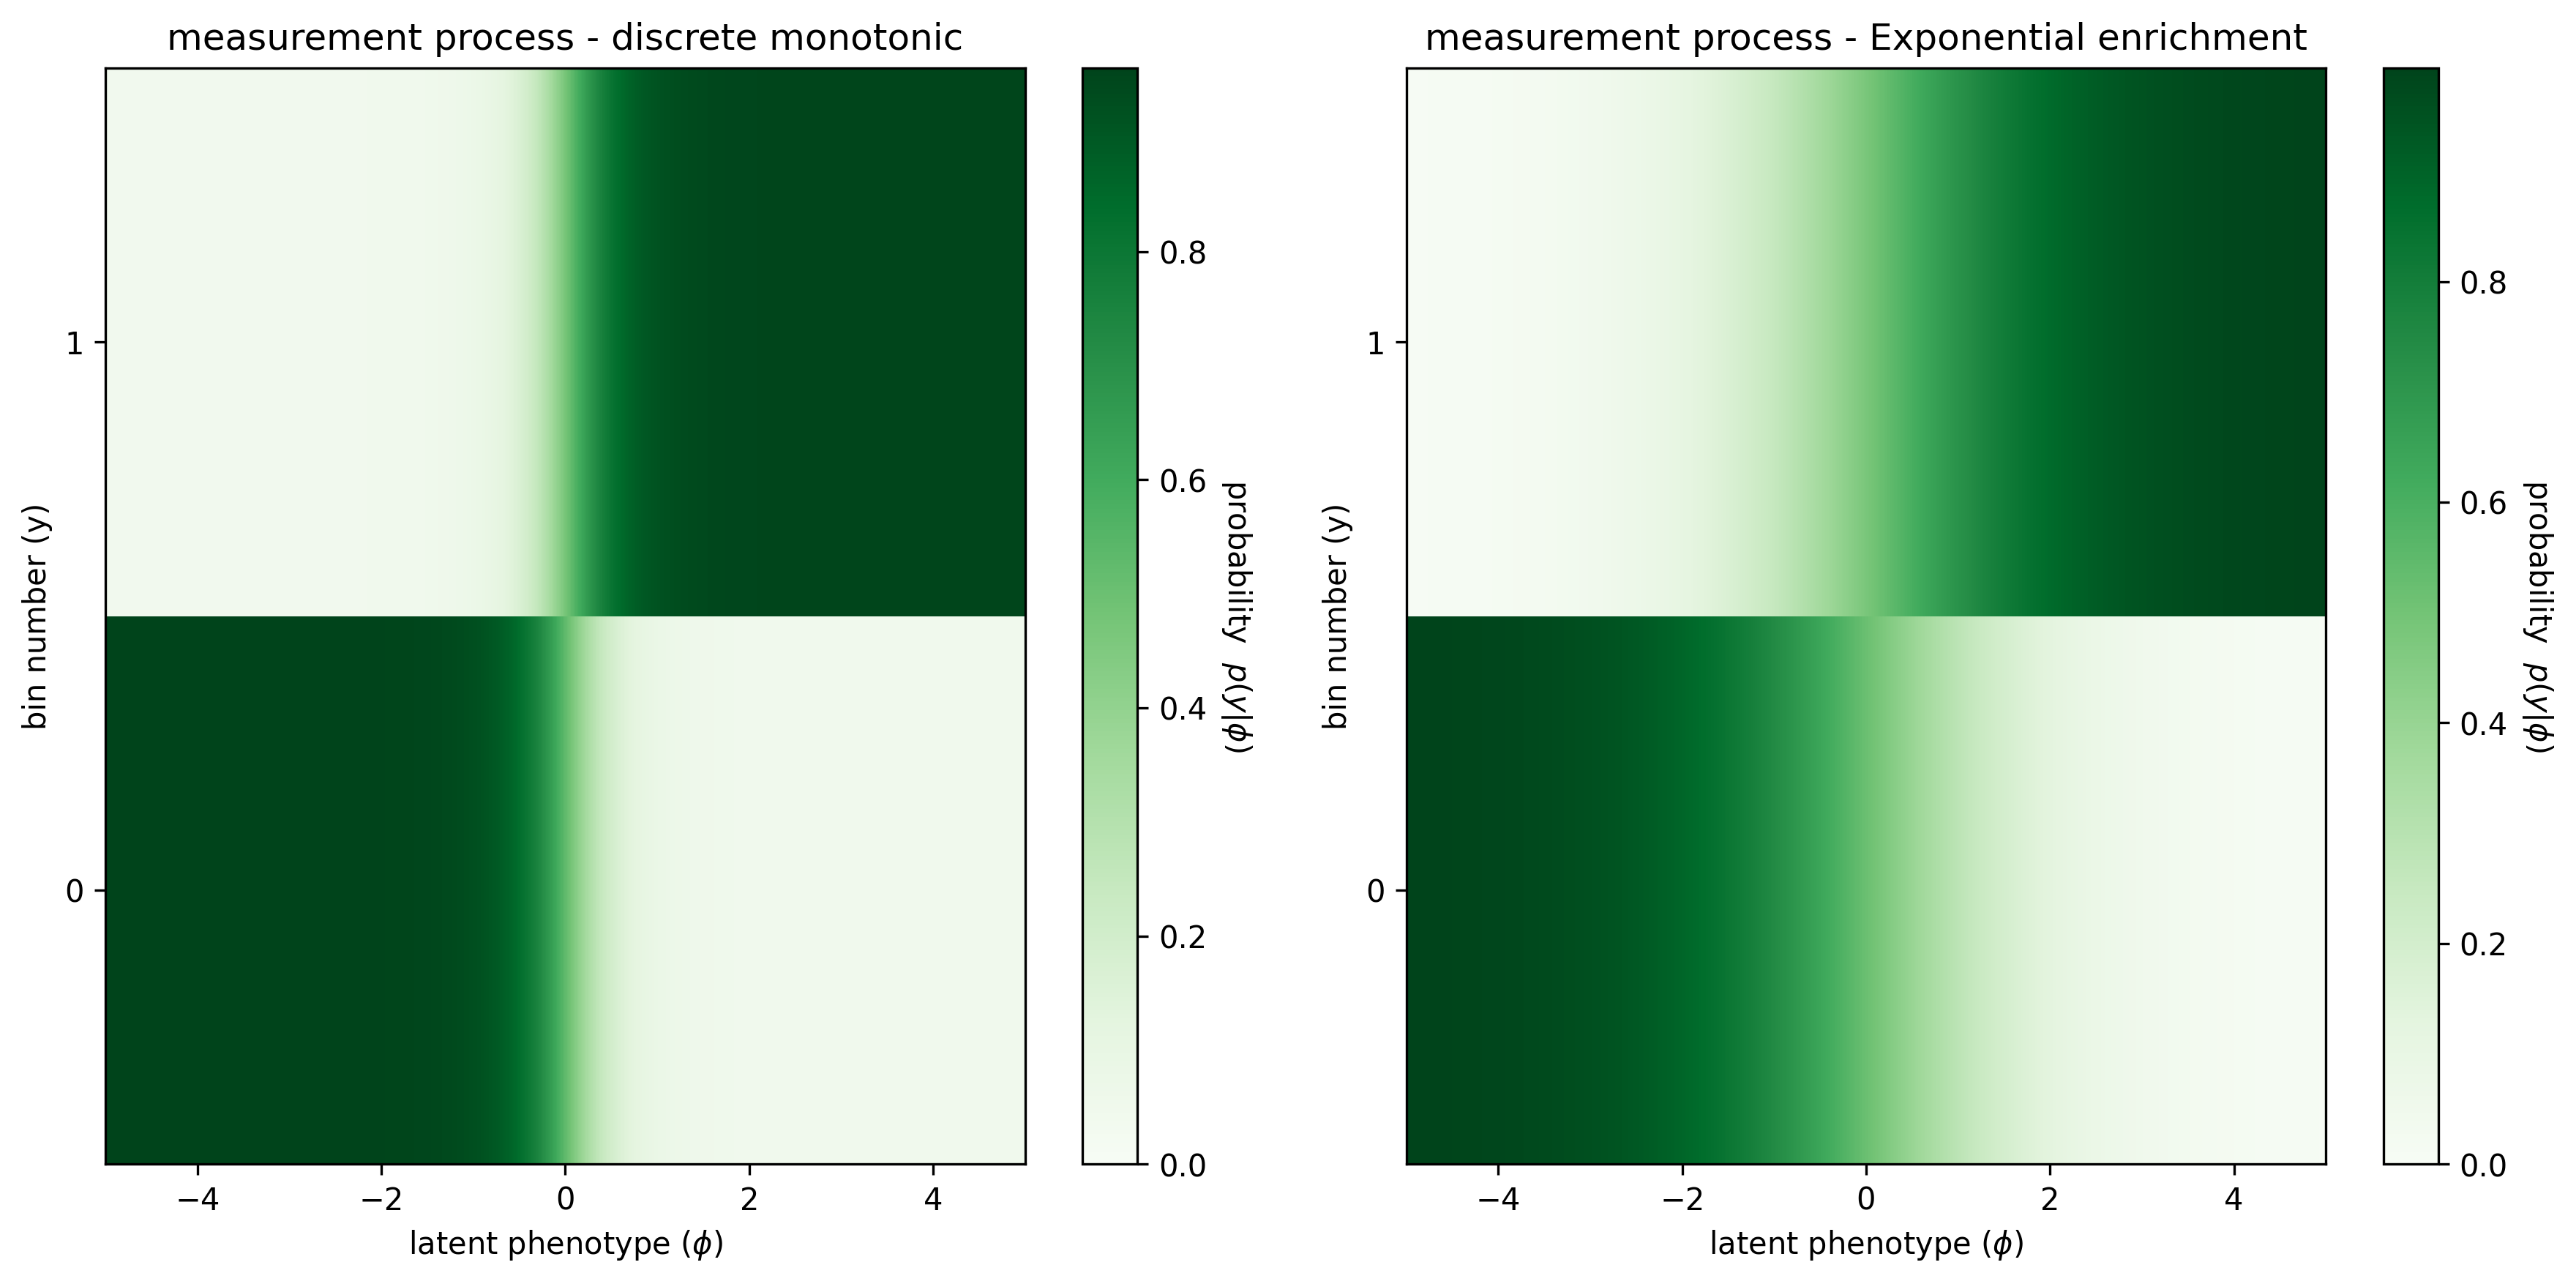 measurement process - discrete monotonic
bin number (y)
1
0
−4 −2 0 2 4
latent phenotype (ϕ)
0.8
0.6
0.4
0.2
0.0
probability p(y|ϕ)
measurement process - Exponential enrichment
bin number (y)
1
0
−4 −2 0 2 4
latent phenotype (ϕ)
0.8
0.6
0.4
0.2
0.0
probability p(y|ϕ)